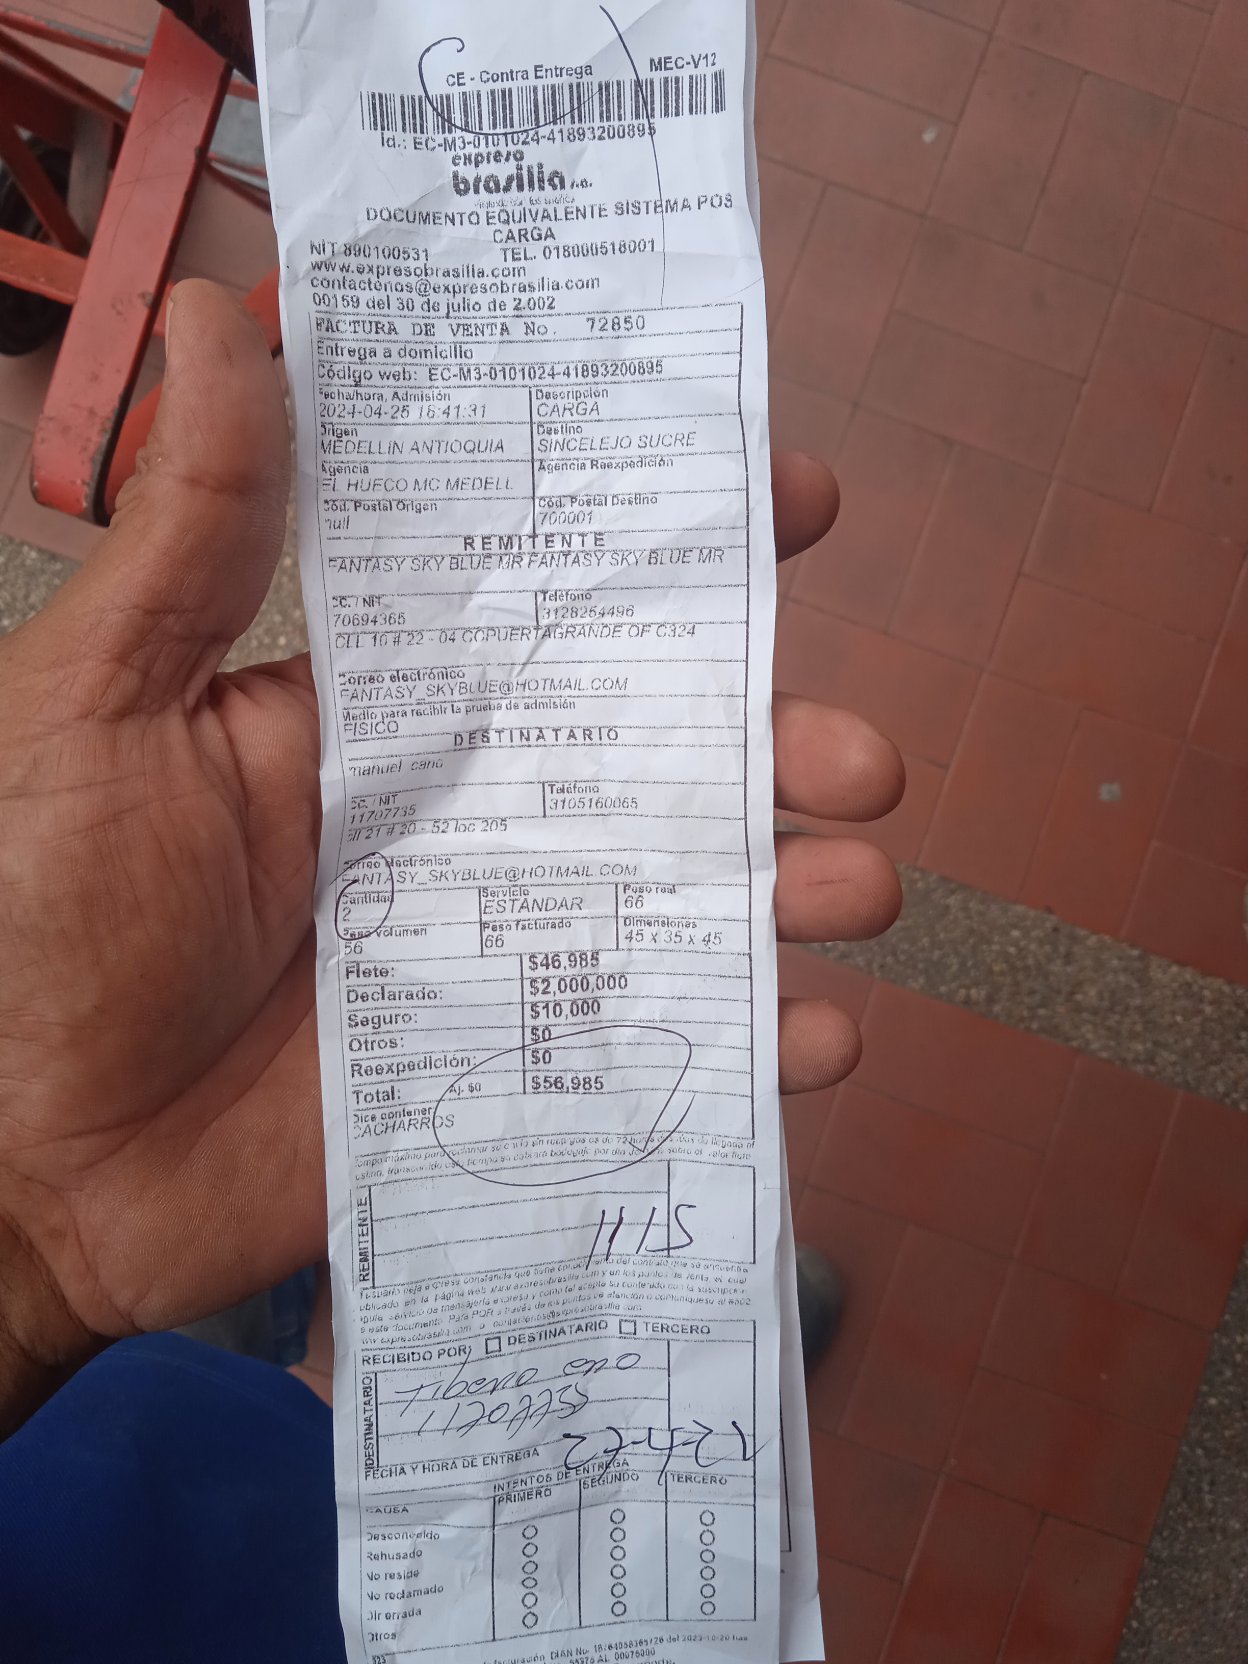 CE - Contra Entrega
MEC-V12
Id.: EC-M3-0101024-41893200895
expreso
brasilia s.a.
DOCUMENTO EQUIVALENTE SISTEMA POS
CARGA
NIT 890100531 TEL. 018000518001
www.expresobrasilia.com
contactenos@expresobrasilia.com
00159 del 30 de julio de 2.002
FACTURA DE VENTA No. 72850
Entrega a domicilio
Código web: EC-M3-0101024-41893200895
Fecha/hora, Admisión Descripción
2024-04-25 16:41:31 CARGA
Origen Destino
MEDELLIN ANTIOQUIA SINCELEJO SUCRE
Agencia Agencia Reexpedición
EL HUECO MC MEDELL
Cód. Postal Origen Cód. Postal Destino
null 700001
REMITENTE
FANTASY SKY BLUE MR FANTASY SKY BLUE MR
CC. / NIT Teléfono
70694365 3128254496
CLL 10 # 22 - 04 COPUERTAGRANDE OF C324
Correo electrónico
FANTASY_SKYBLUE@HOTMAIL.COM
Medio para recibir la prueba de admisión
FISICO
DESTINATARIO
manuel cano
CC. / NIT Teléfono
11707735 3105160065
cll 21 # 20 - 52 loc 205
Correo electrónico
FANTASY_SKYBLUE@HOTMAIL.COM
Cantidad Servicio Peso real
2 ESTANDAR 66
Peso volumen Peso facturado Dimensiones
56 66 45 x 35 x 45
Flete: $46,985
Declarado: $2,000,000
Seguro: $10,000
Otros: $0
Reexpedición: $0
Total: Aj. $0 $56,985
Dice contener
CACHARROS
REMITENTE
1115
RECIBIDO POR: DESTINATARIO TERCERO
DESTINATARIO
FECHA Y HORA DE ENTREGA
INTENTOS DE ENTREGA
CAUSA PRIMERO SEGUNDO TERCERO
Desconocido
Rehusado
No reside
No reclamado
Dir errada
Otros